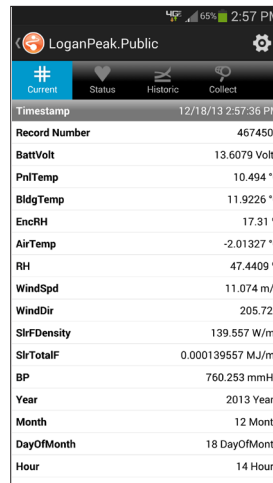 4G LTE 65% 2:57 PM
LoganPeak.Public
Current Status Historic Collect
Timestamp 12/18/13 2:57:36 PM
Record Number 467450
BattVolt 13.6079 Volt
PnlTemp 10.494 °
BldgTemp 11.9226 °
EncRH 17.31
AirTemp -2.01327 °
RH 47.4409
WindSpd 11.074 m/
WindDir 205.72
SlrFDensity 139.557 W/m
SlrTotalF 0.000139557 MJ/m
BP 760.253 mmH
Year 2013 Year
Month 12 Mont
DayOfMonth 18 DayOfMont
Hour 14 Hour